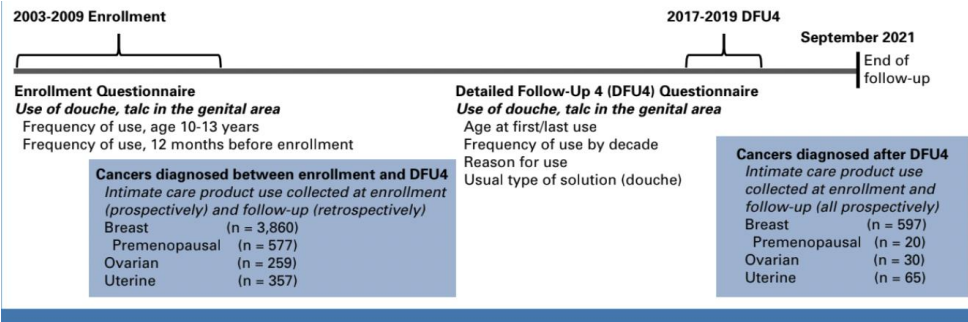 2003-2009 Enrollment
2017-2019 DFU4
September 2021
End of
follow-up
Enrollment Questionnaire
Use of douche, talc in the genital area
Frequency of use, age 10-13 years
Frequency of use, 12 months before enrollment
Cancers diagnosed between enrollment and DFU4
Intimate care product use collected at enrollment
(prospectively) and follow-up (retrospectively)
Breast (n = 3,860)
Premenopausal (n = 577)
Ovarian (n = 259)
Uterine (n = 357)
Detailed Follow-Up 4 (DFU4) Questionnaire
Use of douche, talc in the genital area
Age at first/last use
Frequency of use by decade
Reason for use
Usual type of solution (douche)
Cancers diagnosed after DFU4
Intimate care product use
collected at enrollment and
follow-up (all prospectively)
Breast (n = 597)
Premenopausal (n = 20)
Ovarian (n = 30)
Uterine (n = 65)